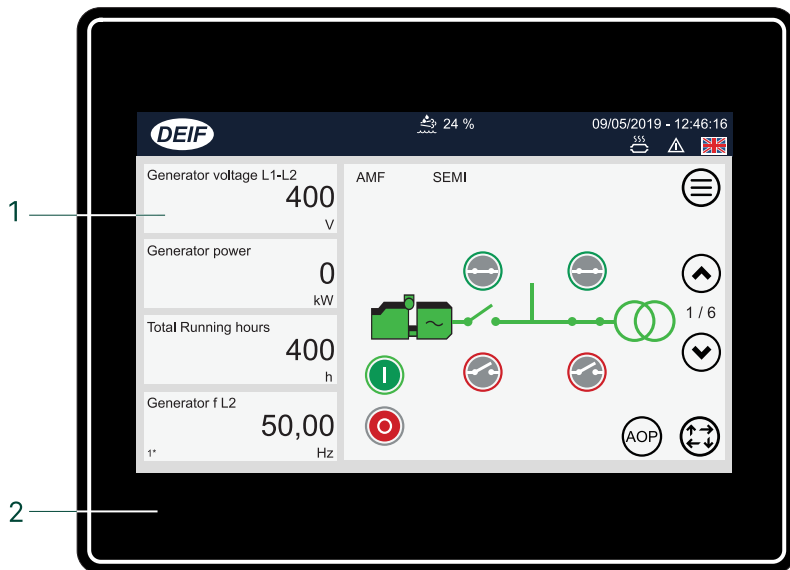 DEIF
24 %
09/05/2019 - 12:46:16
Generator voltage L1-L2
400
V
Generator power
0
kW
Total Running hours
400
h
Generator f L2
50,00
1*
Hz
AMF SEMI
1 / 6
AOP
1
2